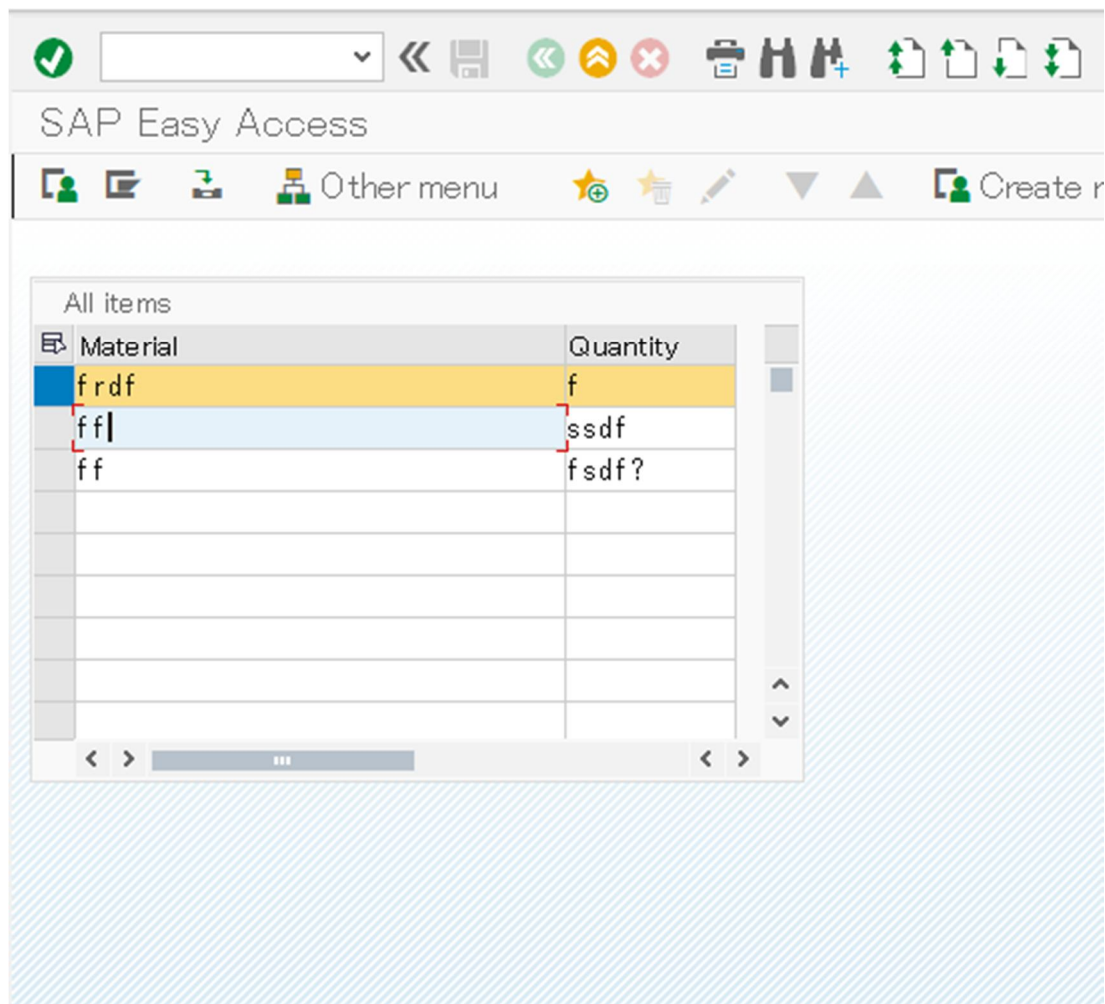 SAP Easy Access
Other menu Create r
All items
Material Quantity
frdf f
ff ssdf
ff fsdf?